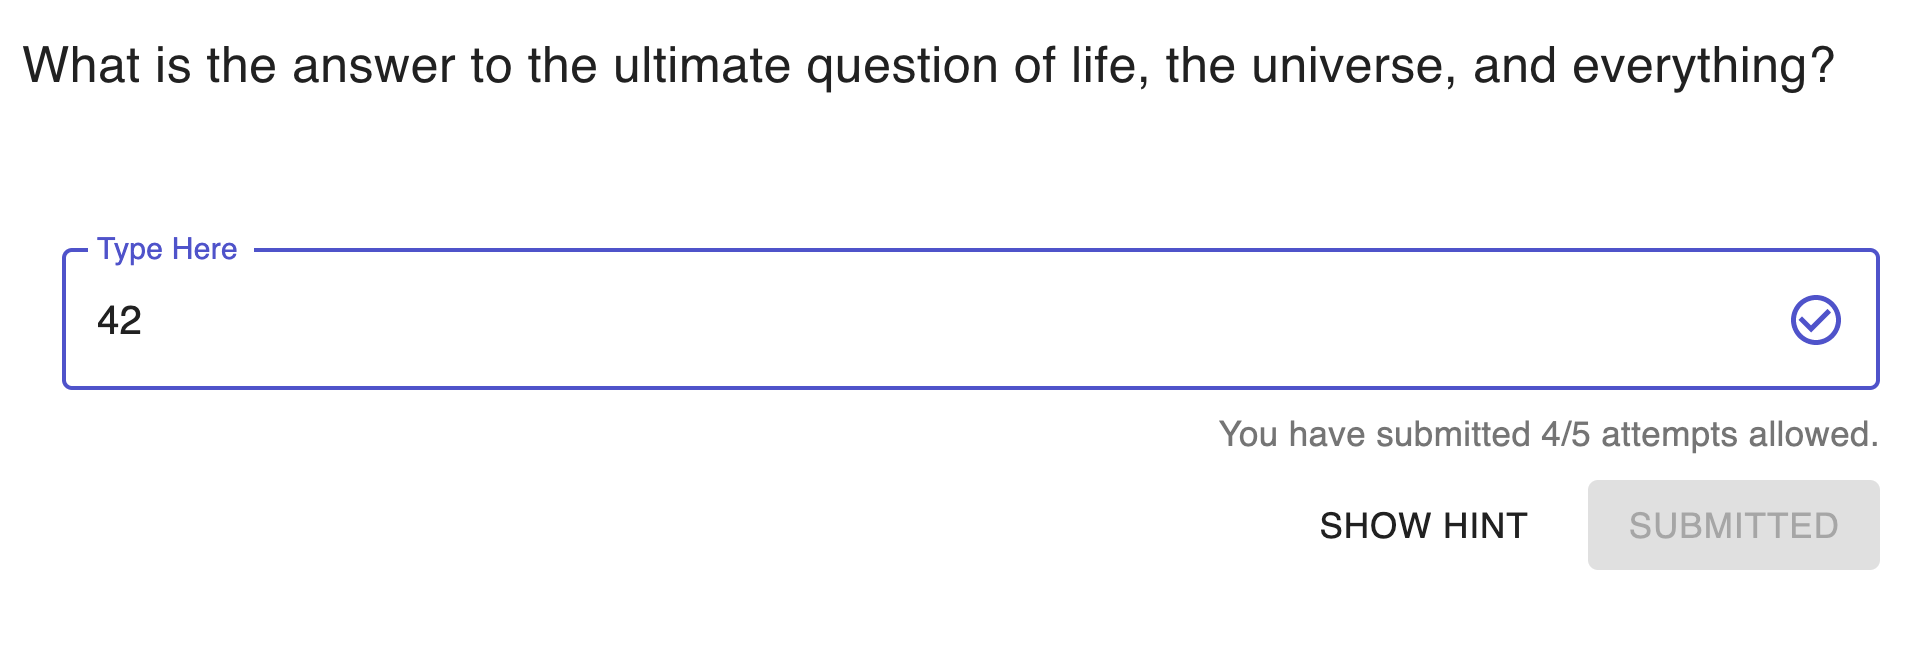 What is the answer to the ultimate question of life, the universe, and everything?
Type Here
42
You have submitted 4/5 attempts allowed.
SHOW HINT
SUBMITTED